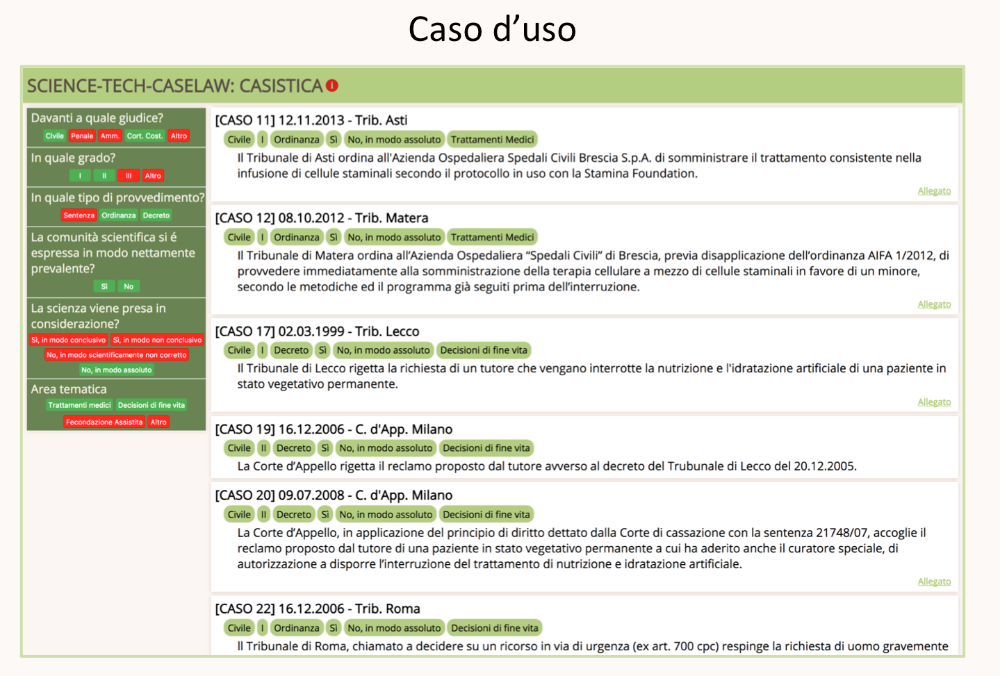 Caso d’uso
SCIENCE-TECH-CASELAW: CASISTICA i
Davanti a quale giudice?
Civile Penale Amm. Cort. Cost. Altro
In quale grado?
I II III Altro
In quale tipo di provvedimento?
Sentenza Ordinanza Decreto
La comunità scientifica si é
espressa in modo nettamente
prevalente?
Sì No
La scienza viene presa in
considerazione?
Sì, in modo conclusivo Sì, in modo non conclusivo
No, in modo scientificamente non corretto
No, in modo assoluto
Area tematica
Trattamenti medici Decisioni di fine vita
Fecondazione Assistita Altro
[CASO 11] 12.11.2013 - Trib. Asti
Civile I Ordinanza Sì No, in modo assoluto Trattamenti Medici
Il Tribunale di Asti ordina all'Azienda Ospedaliera Spedali Civili Brescia S.p.A. di somministrare il trattamento consistente nella
infusione di cellule staminali secondo il protocollo in uso con la Stamina Foundation.
Allegato
[CASO 12] 08.10.2012 - Trib. Matera
Civile I Ordinanza Sì No, in modo assoluto Trattamenti Medici
Il Tribunale di Matera ordina all’Azienda Ospedaliera “Spedali Civili” di Brescia, previa disapplicazione dell’ordinanza AIFA 1/2012, di
provvedere immediatamente alla somministrazione della terapia cellulare a mezzo di cellule staminali in favore di un minore,
secondo le metodiche ed il programma già seguiti prima dell’interruzione.
Allegato
[CASO 17] 02.03.1999 - Trib. Lecco
Civile I Decreto Sì No, in modo assoluto Decisioni di fine vita
Il Tribunale di Lecco rigetta la richiesta di un tutore che vengano interrotte la nutrizione e l'idratazione artificiale di una paziente in
stato vegetativo permanente.
Allegato
[CASO 19] 16.12.2006 - C. d'App. Milano
Civile II Decreto Sì No, in modo assoluto Decisioni di fine vita
La Corte d’Appello rigetta il reclamo proposto dal tutore avverso al decreto del Trubunale di Lecco del 20.12.2005.
[CASO 20] 09.07.2008 - C. d'App. Milano
Civile II Decreto Sì No, in modo assoluto Decisioni di fine vita
La Corte d’Appello, in applicazione del principio di diritto dettato dalla Corte di cassazione con la sentenza 21748/07, accoglie il
reclamo proposto dal tutore di una paziente in stato vegetativo permanente a cui ha aderito anche il curatore speciale, di
autorizzazione a disporre l’interruzione del trattamento di nutrizione e idratazione artificiale.
Allegato
[CASO 22] 16.12.2006 - Trib. Roma
Civile I Ordinanza Sì No, in modo assoluto Decisioni di fine vita
Il Tribunale di Roma, chiamato a decidere su un ricorso in via di urgenza (ex art. 700 cpc) respinge la richiesta di uomo gravemente